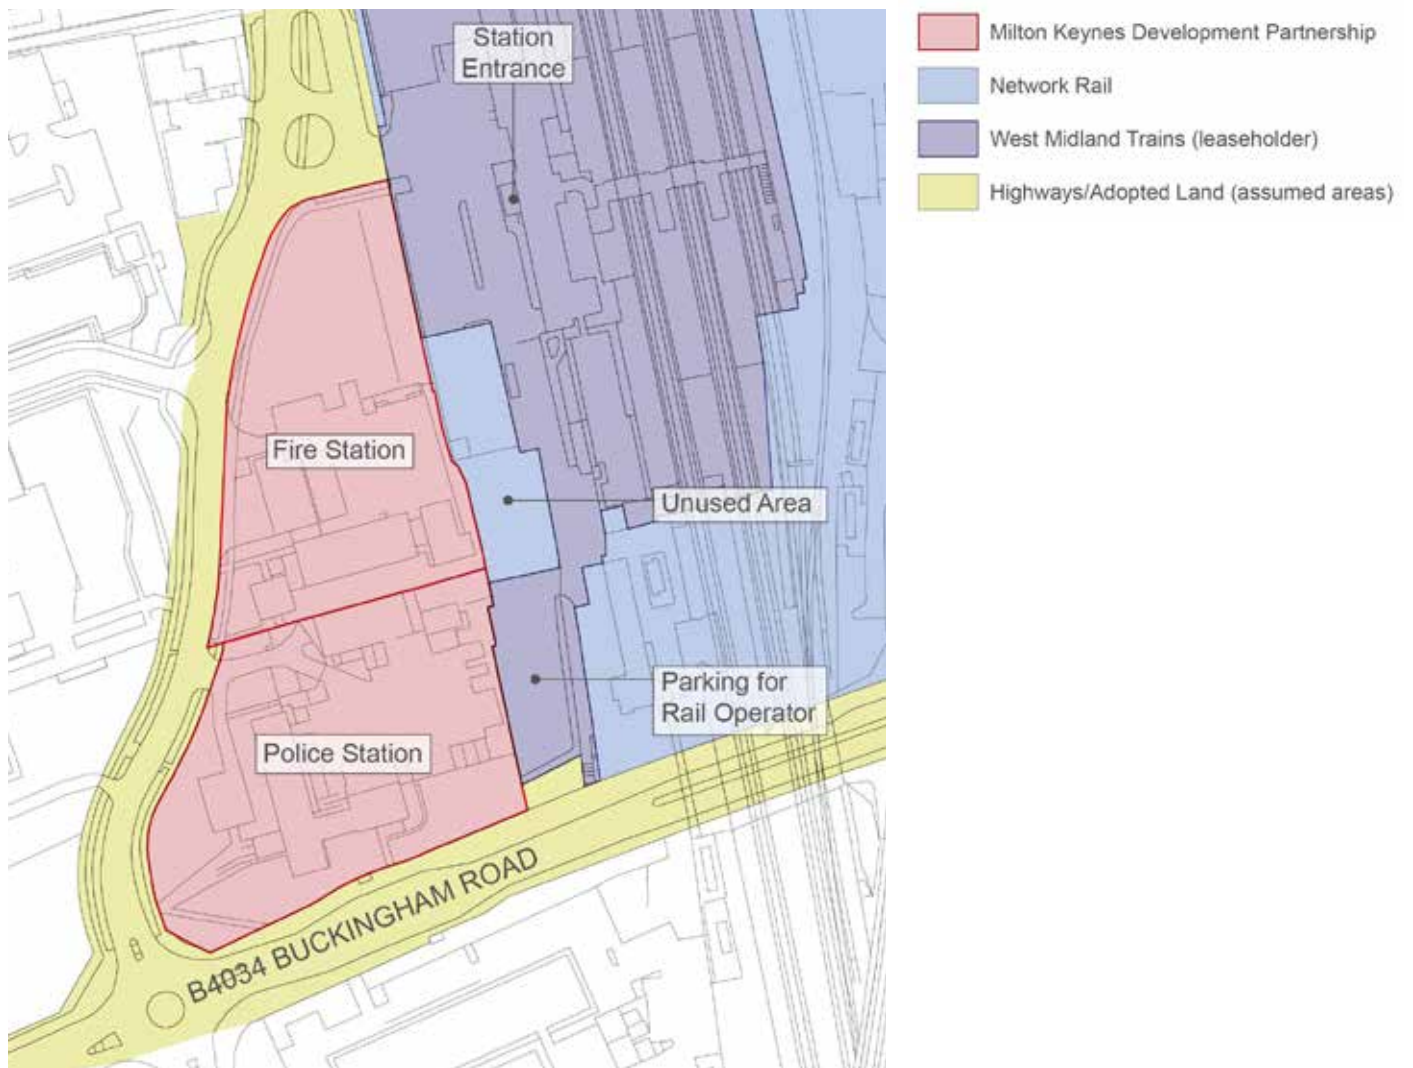 Station
Entrance
Fire Station
Unused Area
Parking for
Rail Operator
Police Station
B4034 BUCKINGHAM ROAD
Milton Keynes Development Partnership
Network Rail
West Midland Trains (leaseholder)
Highways/Adopted Land (assumed areas)